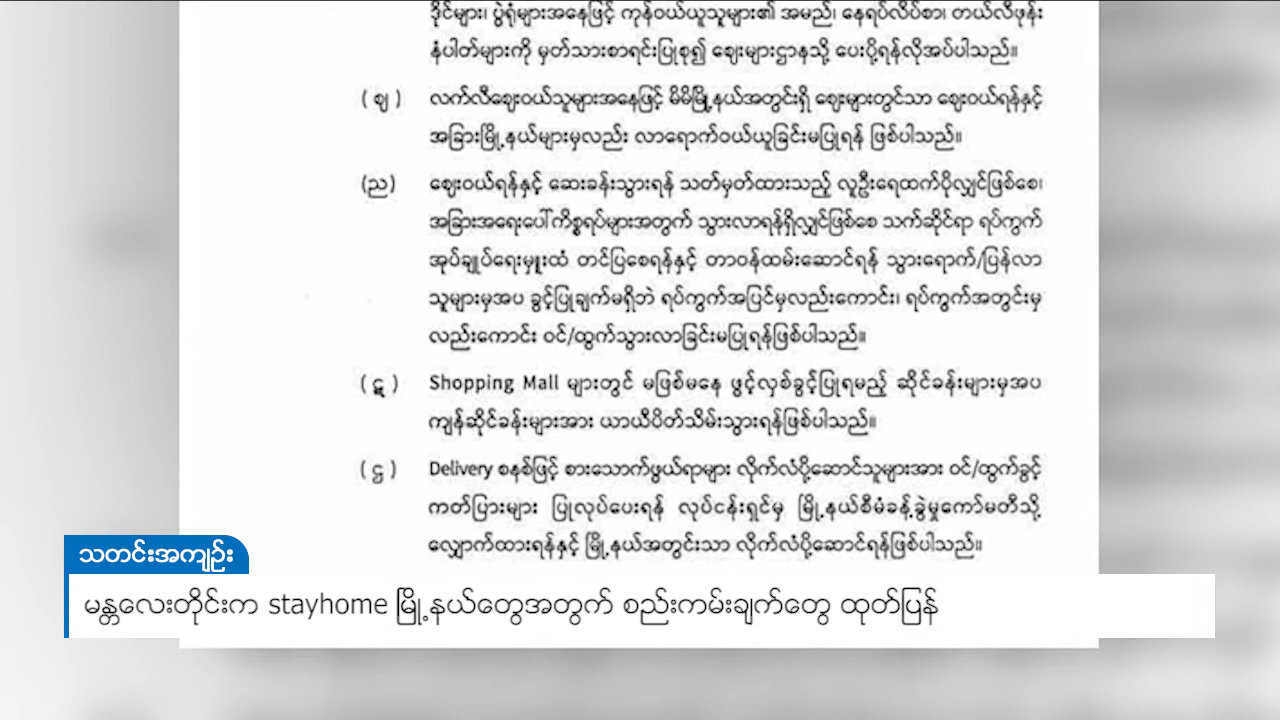 ဒိုင်များ၊ ပွဲရုံများအနေဖြင့် ကုန်ဝယ်ယူသူများ၏ အမည်၊ နေရပ်လိပ်စာ၊ တယ်လီဖုန်း
နံပါတ်များကို မှတ်သားစာရင်းပြုစု၍ ဈေးများဌာနသို့ ပေးပို့ရန်လိုအပ်ပါသည်။
( ဈ ) လက်လီဈေးဝယ်သူများအနေဖြင့် မိမိမြို့နယ်အတွင်းရှိ ဈေးများတွင်သာ ဈေးဝယ်ရန်နှင့်
အခြားမြို့နယ်များမှလည်း လာရောက်ဝယ်ယူခြင်းမပြုရန် ဖြစ်ပါသည်။
(ည) ဈေးဝယ်ရန်နှင့် ဆေးခန်းသွားရန် သတ်မှတ်ထားသည့် လူဦးရေထက်ပိုလျှင်ဖြစ်စေ၊
အခြားအရေးပေါ်ကိစ္စရပ်များအတွက် သွားလာရန်ရှိလျှင်ဖြစ်စေ သက်ဆိုင်ရာ ရပ်ကွက်
အုပ်ချုပ်ရေးမှူးထံ တင်ပြစေရန်နှင့် တာဝန်ထမ်းဆောင်ရန် သွားရောက်/ပြန်လာ
သူများမှအပ ခွင့်ပြုချက်မရှိဘဲ ရပ်ကွက်အပြင်မှလည်းကောင်း၊ ရပ်ကွက်အတွင်းမှ
လည်းကောင်း ဝင်/ထွက်သွားလာခြင်းမပြုရန်ဖြစ်ပါသည်။
( ဋ ) Shopping Mall များတွင် မဖြစ်မနေ ဖွင့်လှစ်ခွင့်ပြုရမည့် ဆိုင်ခန်းများမှအပ
ကျန်ဆိုင်ခန်းများအား ယာယီပိတ်သိမ်းသွားရန်ဖြစ်ပါသည်။
( ဌ ) Delivery စနစ်ဖြင့် စားသောက်ဖွယ်ရာများ လိုက်လံပို့ဆောင်သူများအား ဝင်/ထွက်ခွင့်
ကတ်ပြားများ ပြုလုပ်ပေးရန် လုပ်ငန်းရှင်မှ မြို့နယ်စီမံခန့်ခွဲမှုကော်မတီသို့
လျှောက်ထားရန်နှင့် မြို့နယ်အတွင်းသာ လိုက်လံပို့ဆောင်ရန်ဖြစ်ပါသည်။
သတင်းအကျဉ်း
မန္တလေးတိုင်းက stayhome မြို့နယ်တွေအတွက် စည်းကမ်းချက်တွေ ထုတ်ပြန်